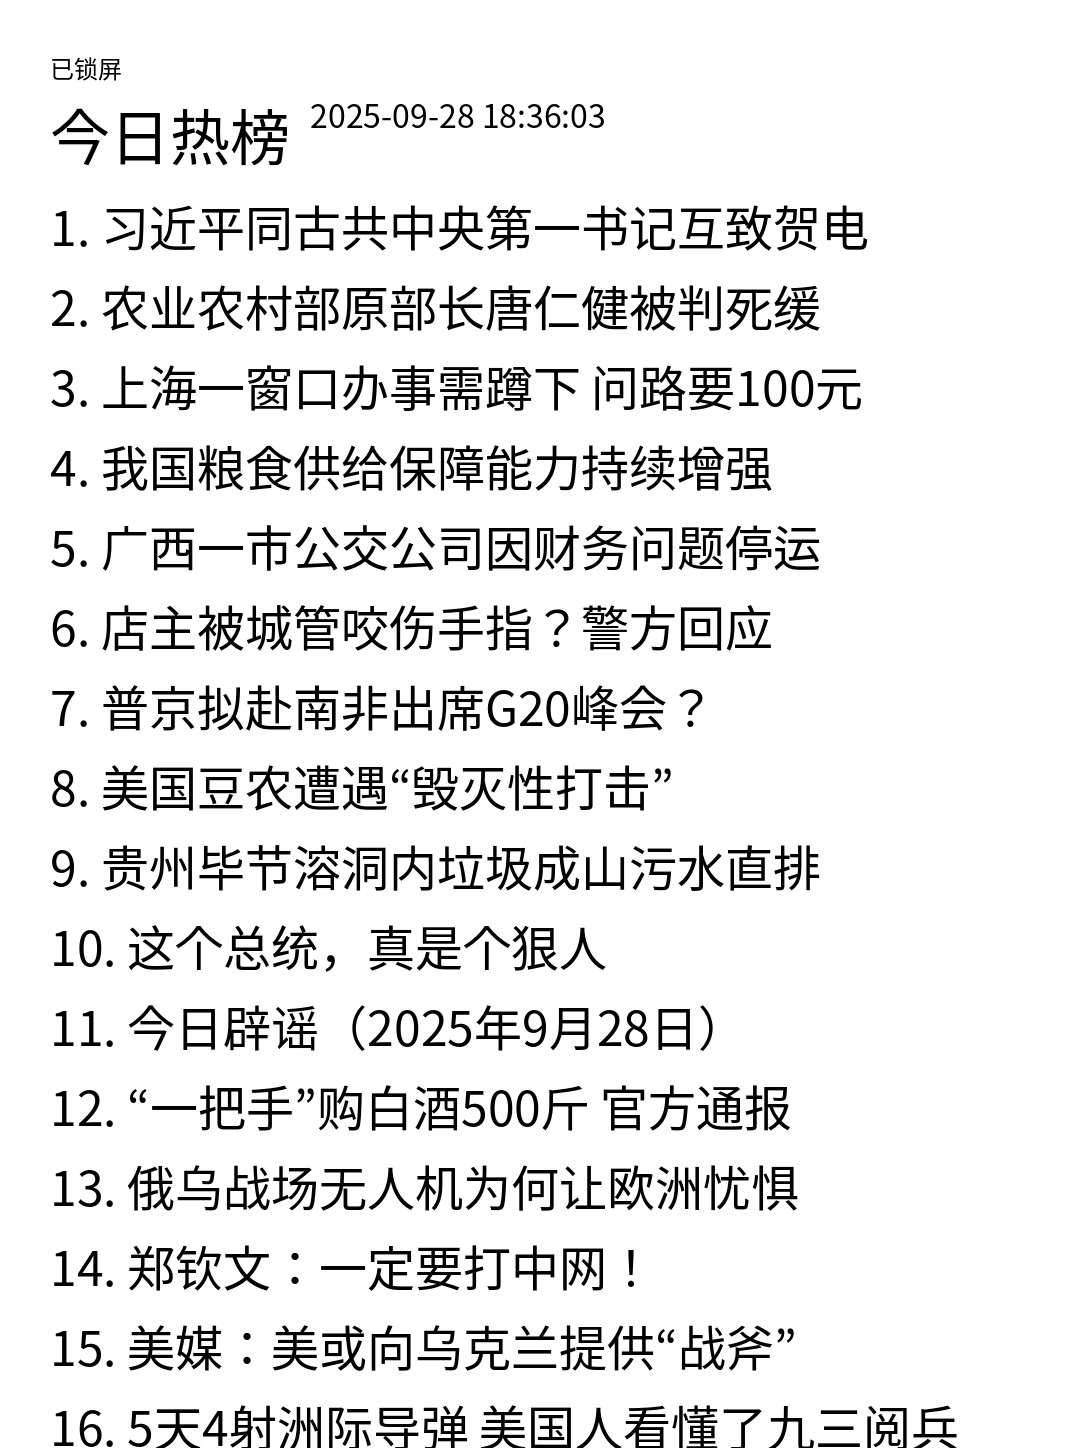 已锁屏
今日热榜 2025-09-28 18:36:03
1. 习近平同古共中央第一书记互致贺电
2. 农业农村部原部长唐仁健被判死缓
3. 上海一窗口办事需蹲下 问路要100元
4. 我国粮食供给保障能力持续增强
5. 广西一市公交公司因财务问题停运
6. 店主被城管咬伤手指？警方回应
7. 普京拟赴南非出席G20峰会？
8. 美国豆农遭遇“毁灭性打击”
9. 贵州毕节溶洞内垃圾成山污水直排
10. 这个总统，真是个狠人
11. 今日辟谣（2025年9月28日）
12. “一把手”购白酒500斤 官方通报
13. 俄乌战场无人机为何让欧洲忧惧
14. 郑钦文：一定要打中网！
15. 美媒：美或向乌克兰提供“战斧”
16. 5天4射洲际导弹 美国人看懂了九三阅兵